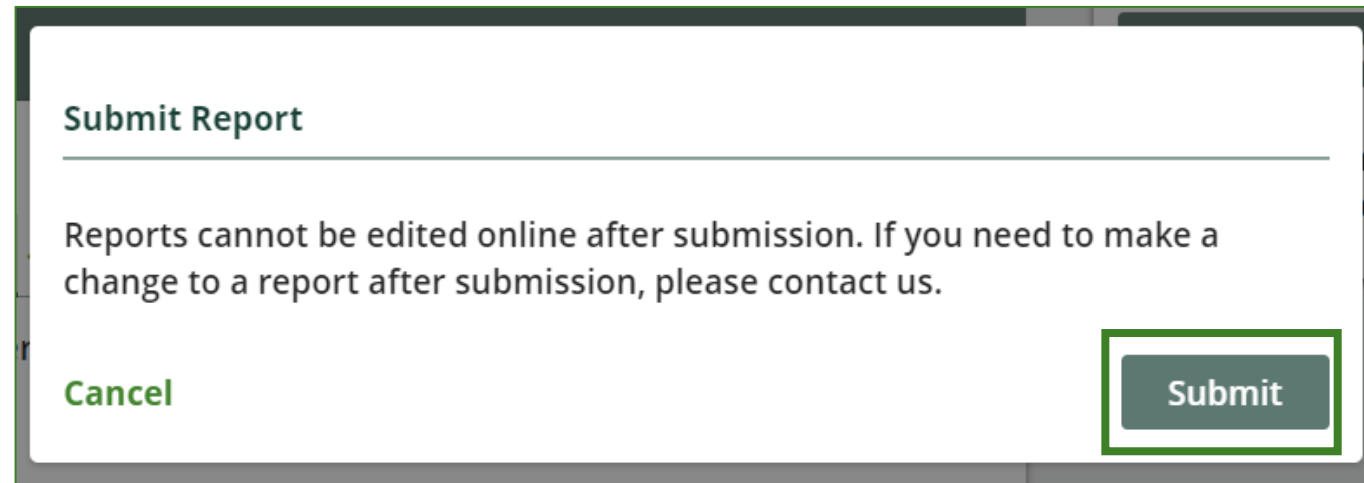 Submit Report
Reports cannot be edited online after submission. If you need to make a
change to a report after submission, please contact us.
Cancel
Submit